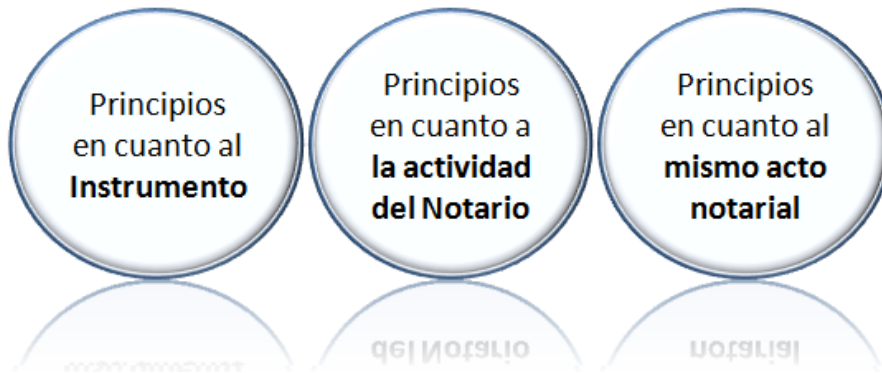 Principios
en cuanto al
Instrumento
Principios
en cuanto a
la actividad
del Notario
Principios
en cuanto al
mismo acto
notarial